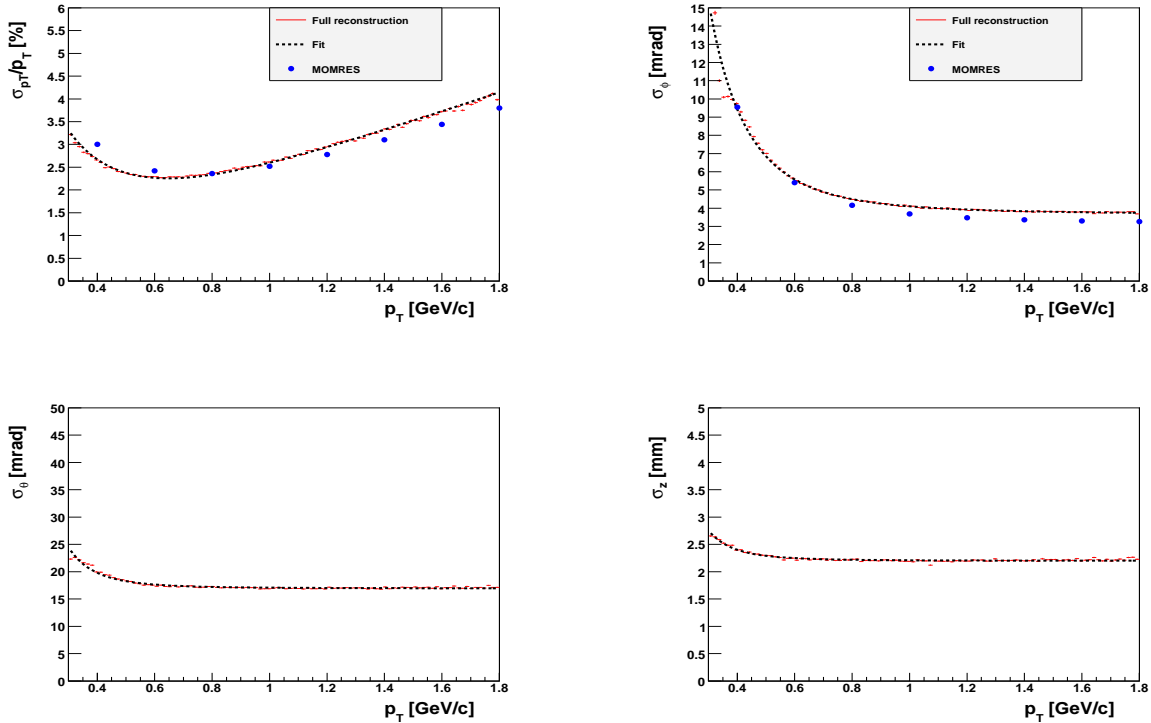 σpT/pT [%]
6
5.5
5
4.5
4
3.5
3
2.5
2
1.5
1
0.5
0
Full reconstruction
Fit
MOMRES
0.4 0.6 0.8 1 1.2 1.4 1.6 1.8
pT [GeV/c]
σϕ [mrad]
15
14
13
12
11
10
9
8
7
6
5
4
3
2
1
0
Full reconstruction
Fit
MOMRES
0.4 0.6 0.8 1 1.2 1.4 1.6 1.8
pT [GeV/c]
σθ [mrad]
50
45
40
35
30
25
20
15
10
5
0
0.4 0.6 0.8 1 1.2 1.4 1.6 1.8
pT [GeV/c]
σz [mm]
5
4.5
4
3.5
3
2.5
2
1.5
1
0.5
0
0.4 0.6 0.8 1 1.2 1.4 1.6 1.8
pT [GeV/c]